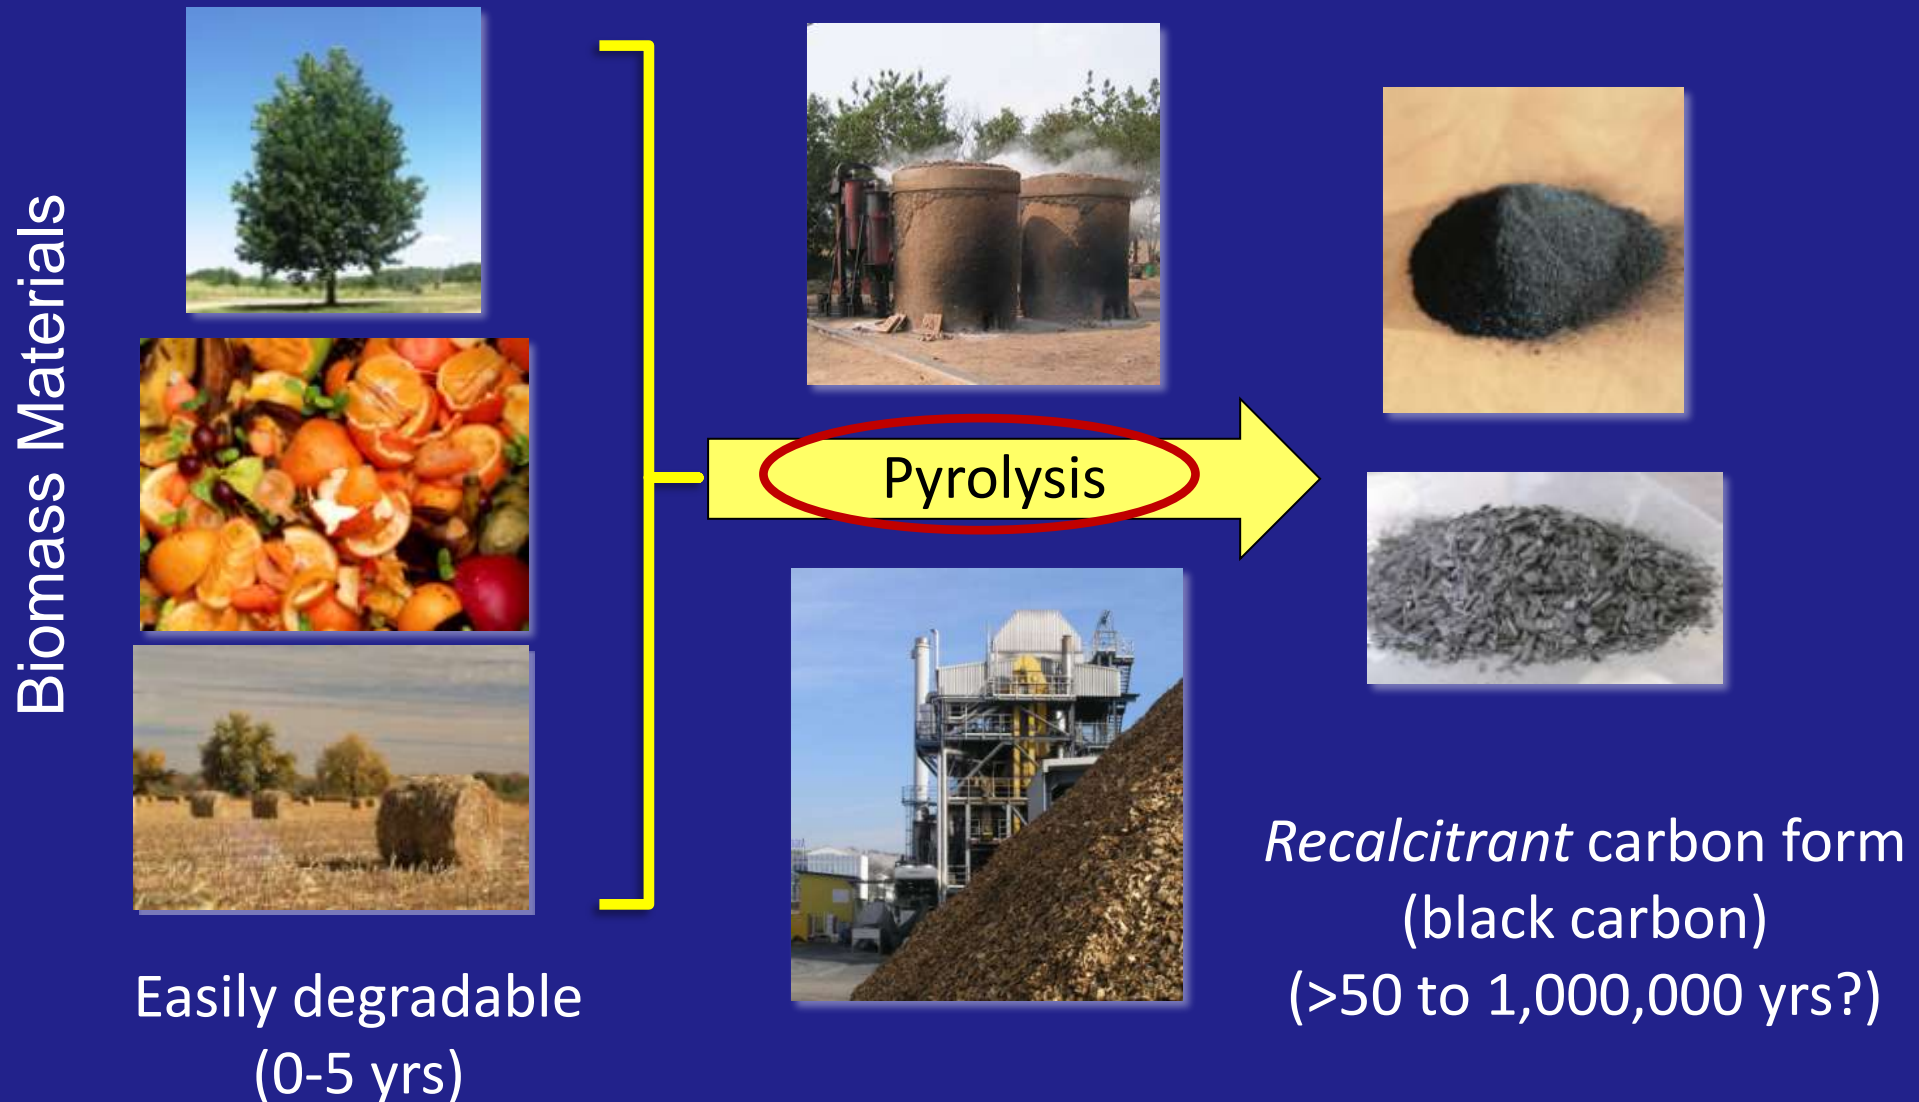 Biomass Materials
Easily degradable
(0-5 yrs)
Pyrolysis
Recalcitrant carbon form
(black carbon)
(>50 to 1,000,000 yrs?)